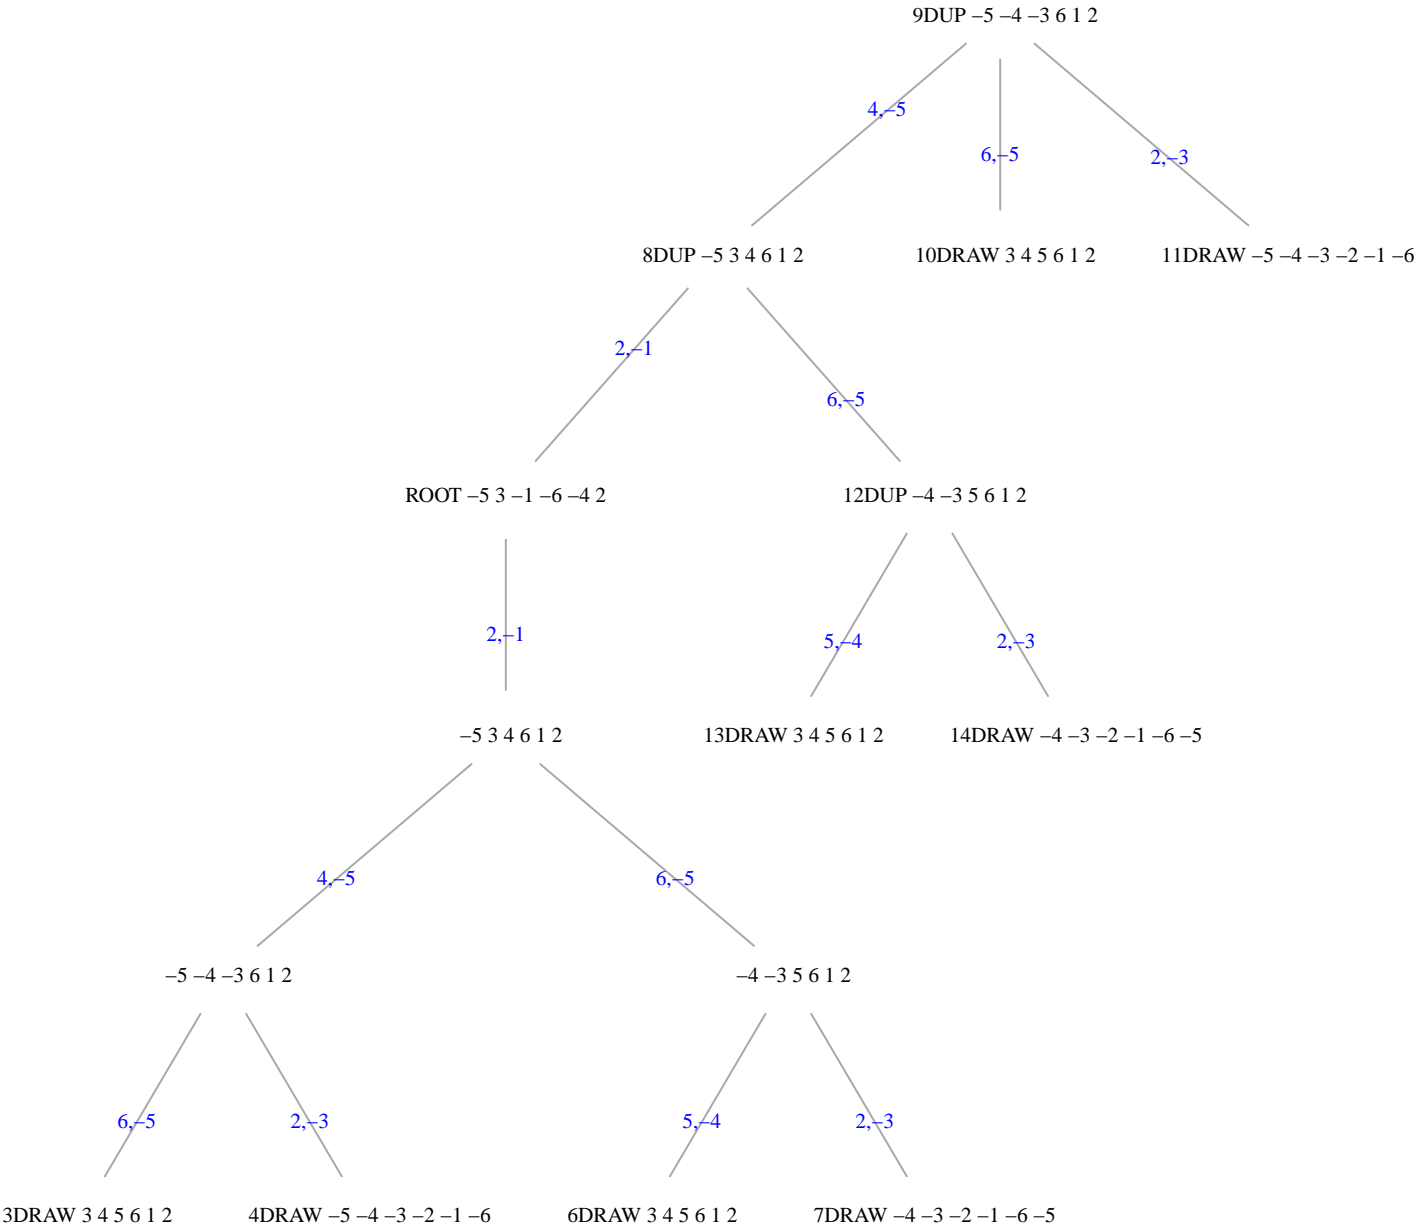 9DUP –5 –4 –3 6 1 2
4,–5
6,–5
2,–3
8DUP –5 3 4 6 1 2
10DRAW 3 4 5 6 1 2
11DRAW –5 –4 –3 –2 –1 –6
2,–1
6,–5
ROOT –5 3 –1 –6 –4 2
12DUP –4 –3 5 6 1 2
2,–1
5,–4
2,–3
–5 3 4 6 1 2
13DRAW 3 4 5 6 1 2
14DRAW –4 –3 –2 –1 –6 –5
4,–5
6,–5
–5 –4 –3 6 1 2
–4 –3 5 6 1 2
6,–5
2,–3
5,–4
2,–3
3DRAW 3 4 5 6 1 2
4DRAW –5 –4 –3 –2 –1 –6
6DRAW 3 4 5 6 1 2
7DRAW –4 –3 –2 –1 –6 –5